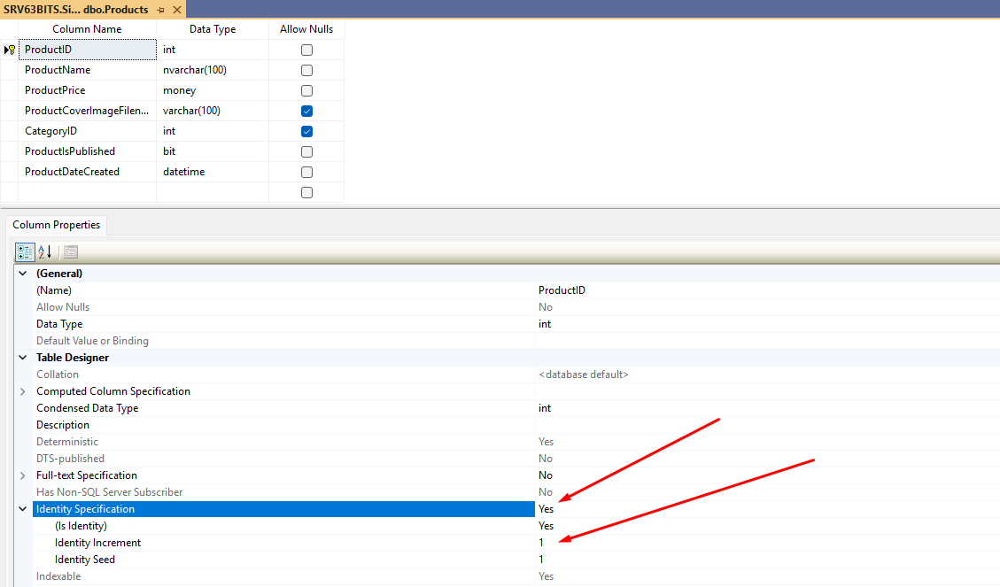 SRV63BITS.Si... dbo.Products
Column Name Data Type Allow Nulls
ProductID int
ProductName nvarchar(100)
ProductPrice money
ProductCoverImageFilen... varchar(100)
CategoryID int
ProductIsPublished bit
ProductDateCreated datetime
Column Properties
(General)
(Name) ProductID
Allow Nulls No
Data Type int
Default Value or Binding
Table Designer
Collation <database default>
Computed Column Specification
Condensed Data Type int
Description
Deterministic Yes
DTS-published No
Full-text Specification No
Has Non-SQL Server Subscriber No
Identity Specification Yes
(Is Identity) Yes
Identity Increment 1
Identity Seed 1
Indexable Yes